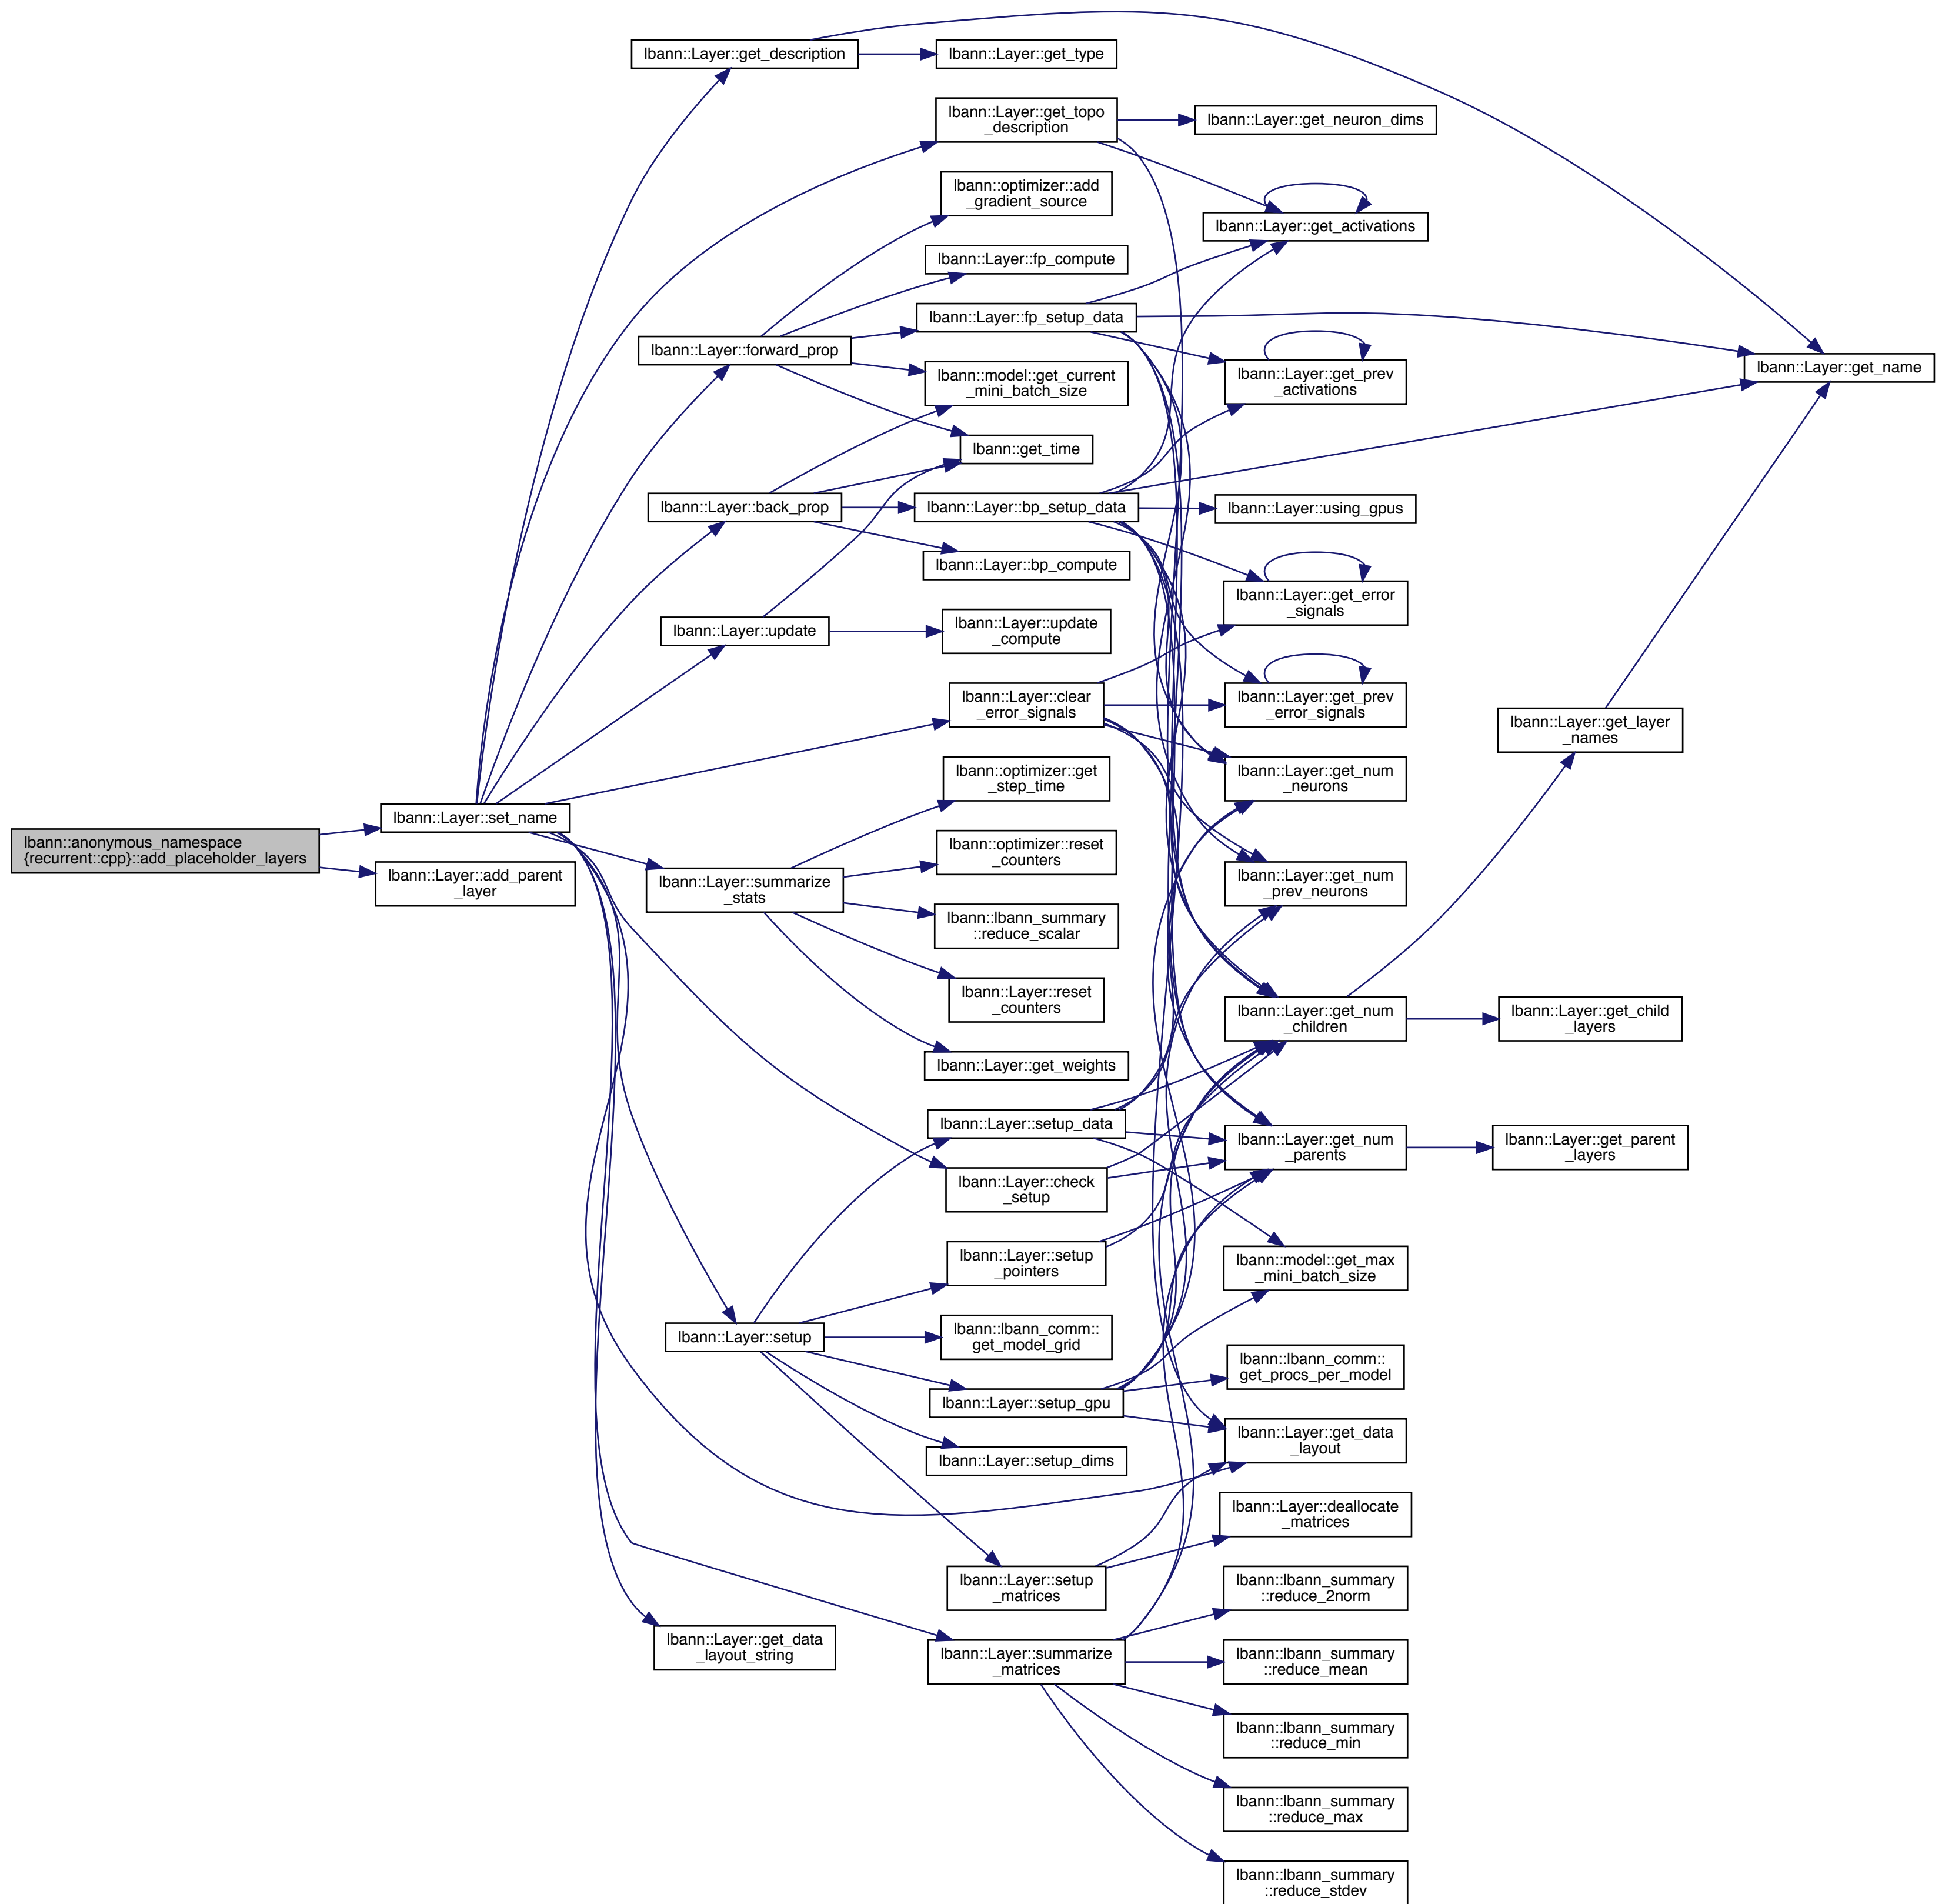 lbann::anonymous_namespace
{recurrent::cpp}::add_placeholder_layers
lbann::Layer::set_name
lbann::Layer::add_parent
_layer
lbann::Layer::get_description
lbann::Layer::forward_prop
lbann::Layer::back_prop
lbann::Layer::update
lbann::Layer::summarize
_stats
lbann::Layer::setup
lbann::Layer::get_data
_layout_string
lbann::Layer::get_type
lbann::Layer::get_topo
_description
lbann::optimizer::add
_gradient_source
lbann::Layer::fp_compute
lbann::Layer::fp_setup_data
lbann::model::get_current
_mini_batch_size
lbann::get_time
lbann::Layer::bp_setup_data
lbann::Layer::bp_compute
lbann::Layer::update
_compute
lbann::Layer::clear
_error_signals
lbann::optimizer::get
_step_time
lbann::optimizer::reset
_counters
lbann::lbann_summary
::reduce_scalar
lbann::Layer::reset
_counters
lbann::Layer::get_weights
lbann::Layer::setup_data
lbann::Layer::check
_setup
lbann::Layer::setup
_pointers
lbann::lbann_comm::
get_model_grid
lbann::Layer::setup_gpu
lbann::Layer::setup_dims
lbann::Layer::setup
_matrices
lbann::Layer::summarize
_matrices
lbann::Layer::get_neuron_dims
lbann::Layer::get_activations
lbann::Layer::get_prev
_activations
lbann::Layer::using_gpus
lbann::Layer::get_error
_signals
lbann::Layer::get_prev
_error_signals
lbann::Layer::get_num
_neurons
lbann::Layer::get_num
_prev_neurons
lbann::Layer::get_num
_children
lbann::Layer::get_num
_parents
lbann::model::get_max
_mini_batch_size
lbann::lbann_comm::
get_procs_per_model
lbann::Layer::get_data
_layout
lbann::Layer::deallocate
_matrices
lbann::lbann_summary
::reduce_2norm
lbann::lbann_summary
::reduce_mean
lbann::lbann_summary
::reduce_min
lbann::lbann_summary
::reduce_max
lbann::lbann_summary
::reduce_stdev
lbann::Layer::get_layer
_names
lbann::Layer::get_child
_layers
lbann::Layer::get_parent
_layers
lbann::Layer::get_name